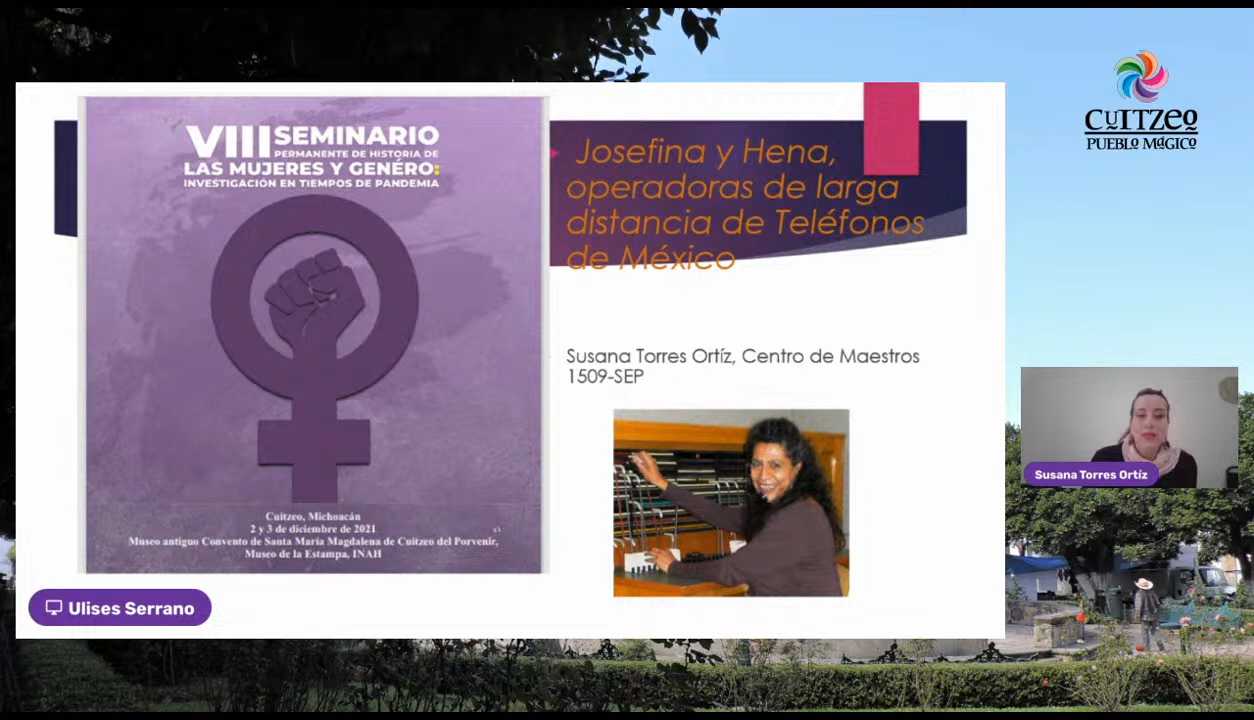 VIII SEMINARIO
PERMANENTE DE HISTORIA DE
LAS MUJERES Y GENÉRO:
INVESTIGACIÓN EN TIEMPOS DE PANDEMIA
Cuitzeo, Michoacán
2 y 3 de diciembre de 2021
Museo antiguo Convento de Santa María Magdalena de Cuitzeo del Porvenir,
Museo de la Estampa, INAH
Josefina y Hena,
operadoras de larga
distancia de Teléfonos
de México
Susana Torres Ortíz, Centro de Maestros
1509-SEP
Ulises Serrano
CUITZEO
PUEBLO MÁGICO
Susana Torres Ortíz